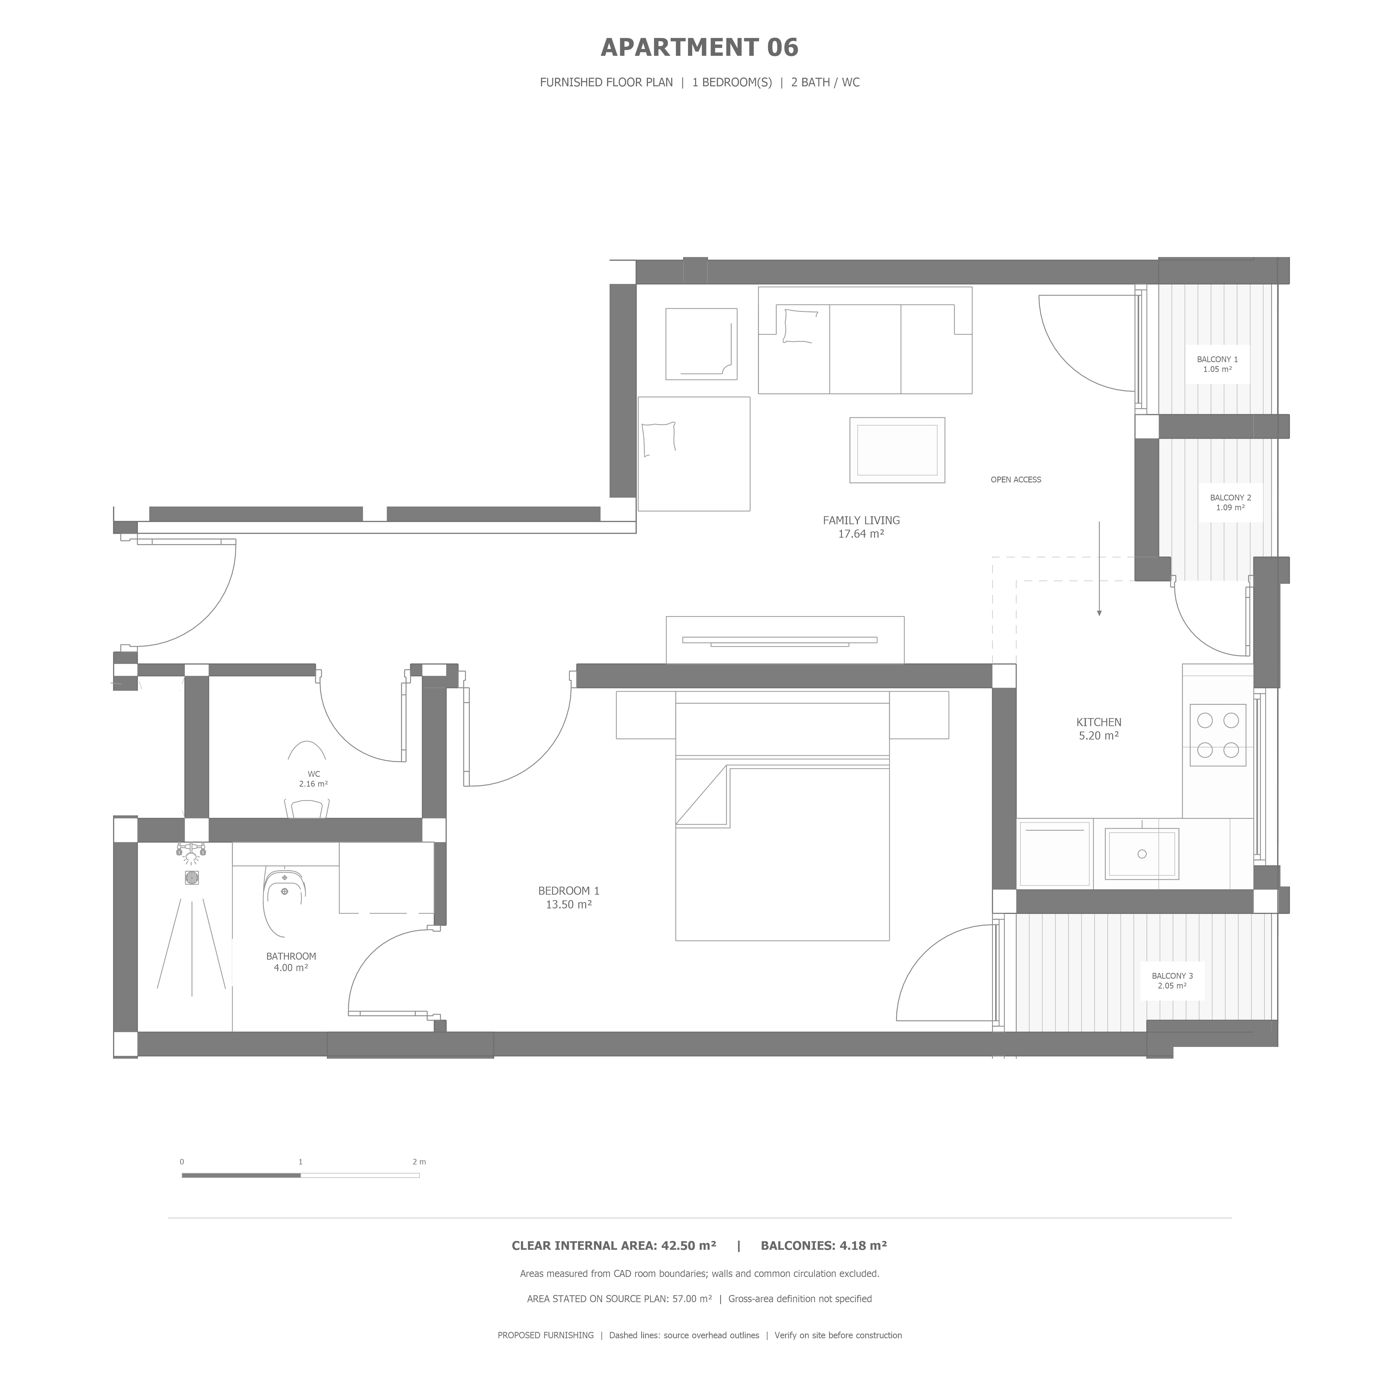 APARTMENT 06
FURNISHED FLOOR PLAN | 1 BEDROOM(S) | 2 BATH / WC
BALCONY 1
1.05 m²
OPEN ACCESS
BALCONY 2
1.09 m²
FAMILY LIVING
17.64 m²
KITCHEN
5.20 m²
WC
2.16 m²
BEDROOM 1
13.50 m²
BATHROOM
4.00 m²
BALCONY 3
2.05 m²
0 1 2 m
CLEAR INTERNAL AREA: 42.50 m² | BALCONIES: 4.18 m²
Areas measured from CAD room boundaries; walls and common circulation excluded.
AREA STATED ON SOURCE PLAN: 57.00 m² | Gross-area definition not specified
PROPOSED FURNISHING | Dashed lines: source overhead outlines | Verify on site before construction